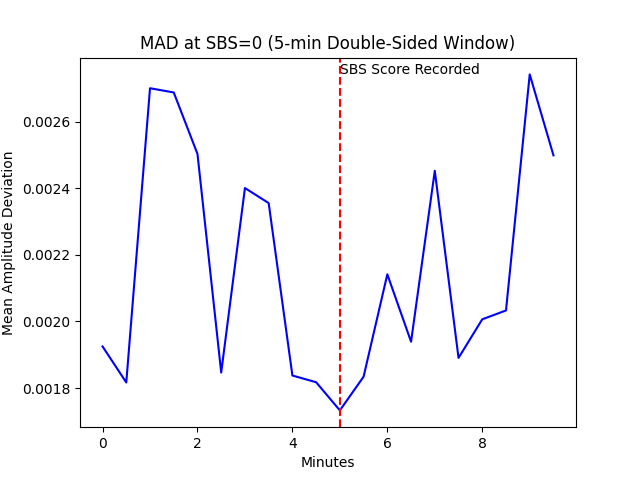 MAD at SBS=0 (5-min Double-Sided Window)
SBS Score Recorded
Mean Amplitude Deviation
0.0026
0.0024
0.0022
0.0020
0.0018
0 2 4 6 8
Minutes